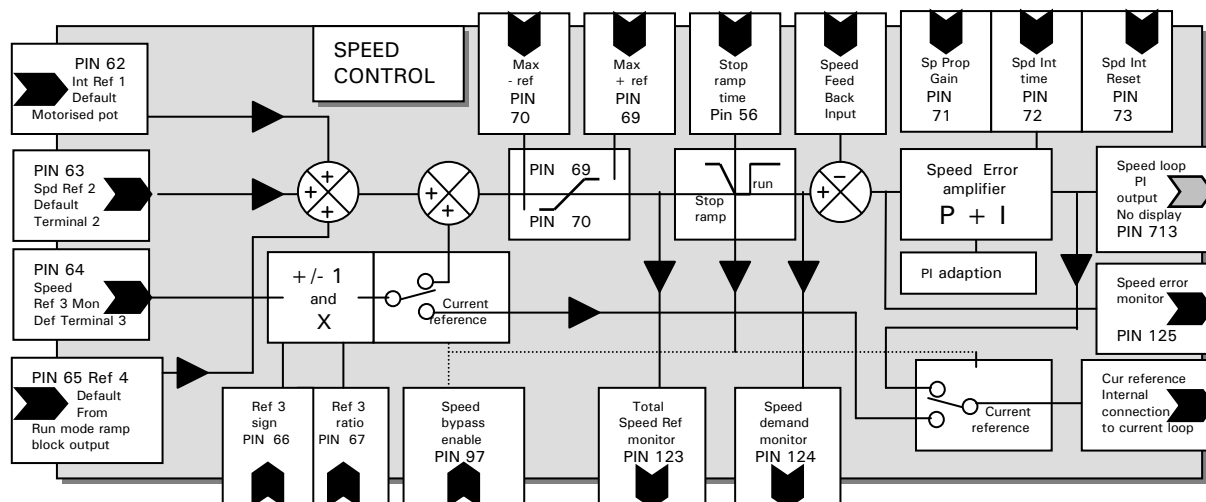 SPEED
CONTROL
PIN 62
Int Ref 1
Default
Motorised pot
PIN 63
Spd Ref 2
Default
Terminal 2
PIN 64
Speed
Ref 3 Mon
Def Terminal 3
PIN 65 Ref 4
Default
From
Run mode ramp
block output
Max
- ref
PIN
70
Max
+ ref
PIN
69
Stop
ramp
time
Pin 56
Speed
Feed
Back
Input
Sp Prop
Gain
PIN
71
Spd Int
time
PIN
72
Spd Int
Reset
PIN
73
+
+
+
+
+
PIN 69
PIN 70
Stop
ramp
run
+
−
Speed Error
amplifier
P + I
PI adaption
Speed loop
PI
output
No display
PIN 713
Speed error
monitor
PIN 125
+/- 1
and
X
Current
reference
Current
reference
Cur reference
Internal
connection
to current loop
Ref 3
sign
PIN 66
Ref 3
ratio
PIN 67
Speed
bypass
enable
PIN 97
Total
Speed Ref
monitor
PIN 123
Speed
demand
monitor
PIN 124